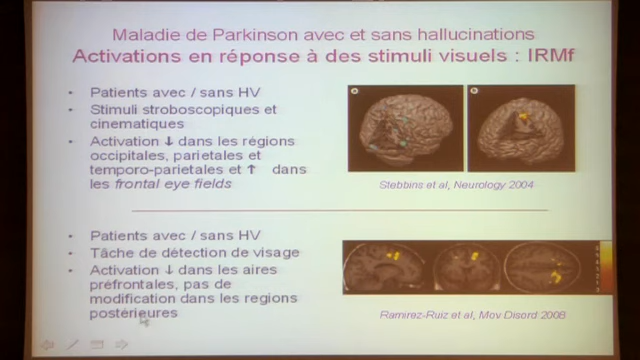 Maladie de Parkinson avec et sans hallucinations
Activations en réponse à des stimuli visuels : IRMf
• Patients avec / sans HV
• Stimuli stroboscopiques et
cinematiques
• Activation ↓ dans les régions
occipitales, parietales et
temporo-parietales et ↑ dans
les frontal eye fields
a
b
Stebbins et al, Neurology 2004
• Patients avec / sans HV
• Tâche de détection de visage
• Activation ↓ dans les aires
préfrontales, pas de
modification dans les regions
postérieures
Ramirez-Ruiz et al, Mov Disord 2008